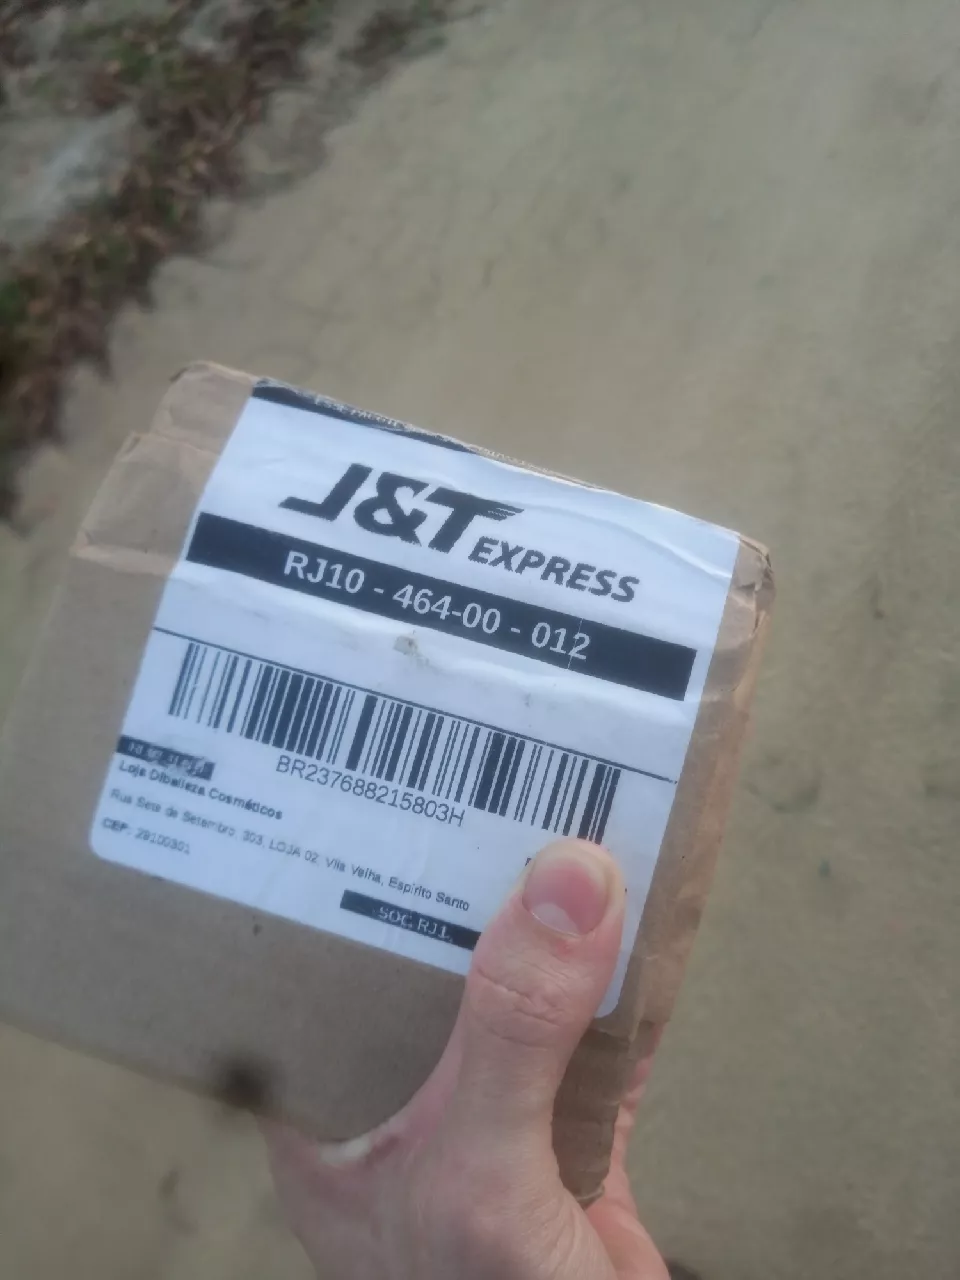 J&T EXPRESS
RJ10 - 464-00 - 012
BR237688215803H
Loja Dibelleza Cosméticos
Rua Sete de Setembro, 303, LOJA 02, Vila Velha, Espírito Santo
CEP: 29100301
SOC RJ1